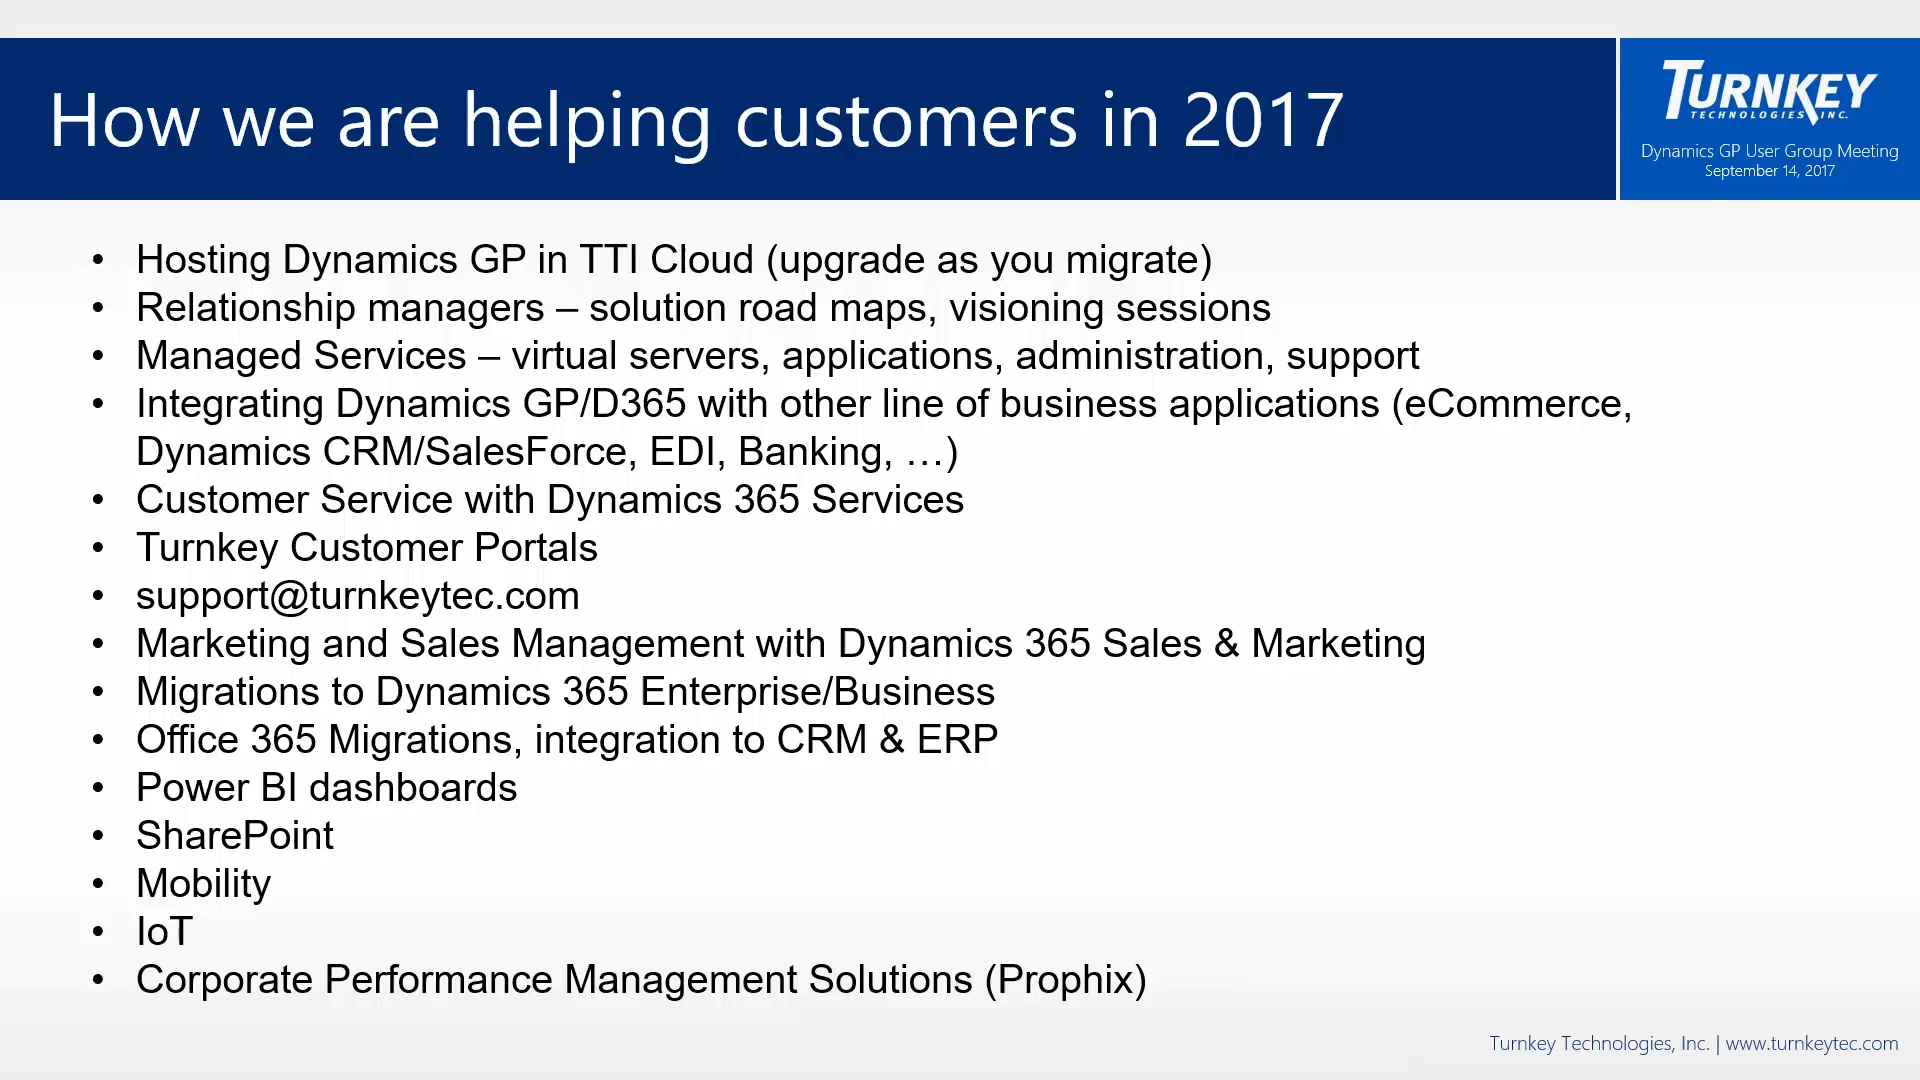 How we are helping customers in 2017
TURNKEY
TECHNOLOGIES, INC.
Dynamics GP User Group Meeting
September 14, 2017
• Hosting Dynamics GP in TTI Cloud (upgrade as you migrate)
• Relationship managers – solution road maps, visioning sessions
• Managed Services – virtual servers, applications, administration, support
• Integrating Dynamics GP/D365 with other line of business applications (eCommerce,
Dynamics CRM/SalesForce, EDI, Banking, …)
• Customer Service with Dynamics 365 Services
• Turnkey Customer Portals
• support@turnkeytec.com
• Marketing and Sales Management with Dynamics 365 Sales & Marketing
• Migrations to Dynamics 365 Enterprise/Business
• Office 365 Migrations, integration to CRM & ERP
• Power BI dashboards
• SharePoint
• Mobility
• IoT
• Corporate Performance Management Solutions (Prophix)
Turnkey Technologies, Inc. | www.turnkeytec.com